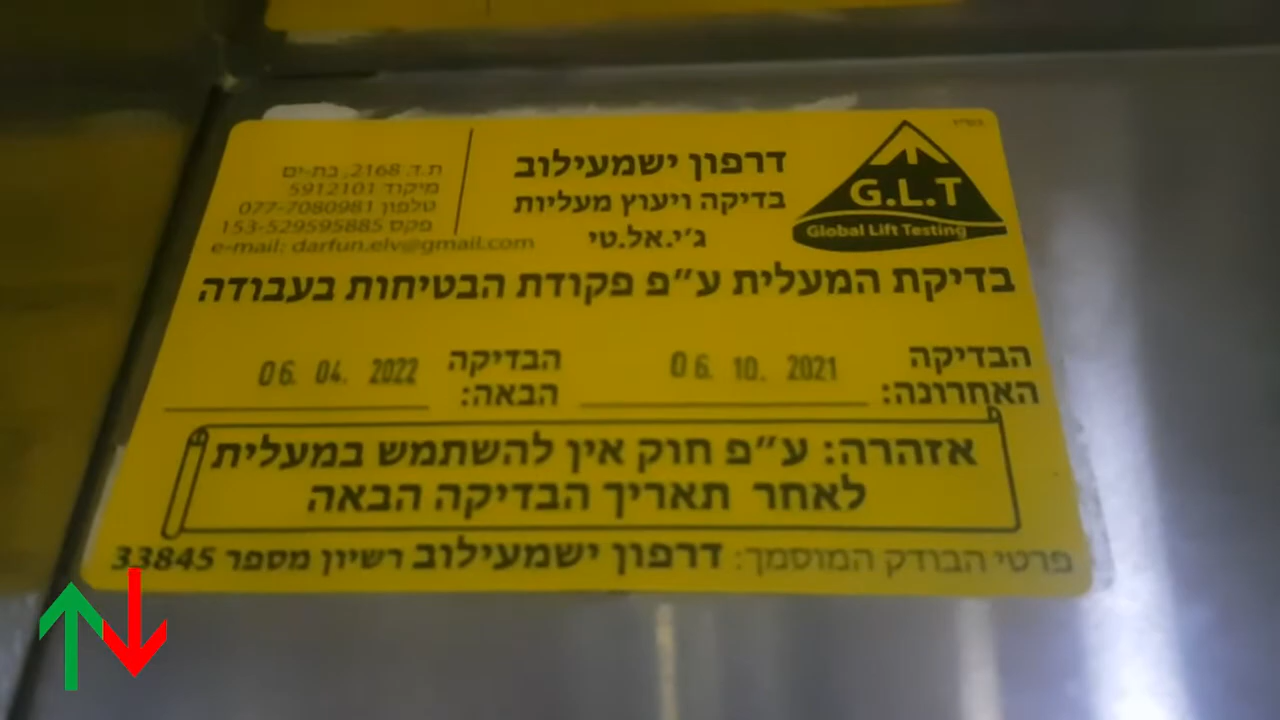 בס״ד
G.L.T
Global Lift Testing
דרפון ישמעילוב
בדיקה ויעוץ מעליות
ג׳י.אל.טי
ת.ד. 2168, בת-ים
מיקוד 5912101
טלפון 077-7080981
פקס 153-529595885
e-mail: darfun.elv@gmail.com
בדיקת המעלית ע״פ פקודת הבטיחות בעבודה
הבדיקה האחרונה: 06. 10. 2021
הבדיקה הבאה: 06. 04. 2022
אזהרה: ע״פ חוק אין להשתמש במעלית
לאחר תאריך הבדיקה הבאה
פרטי הבודק המוסמך: דרפון ישמעילוב רשיון מספר 33845